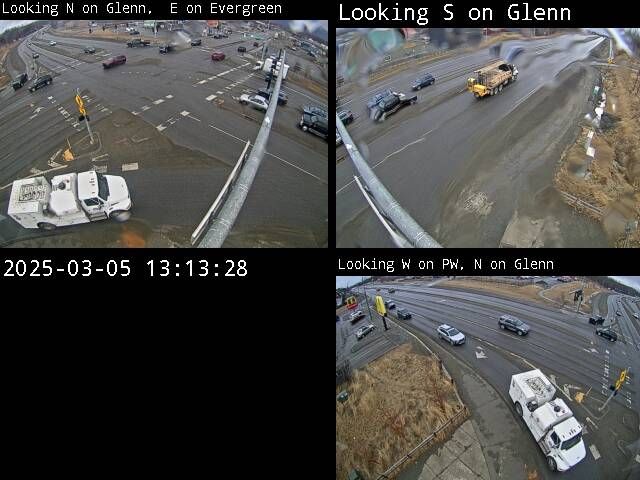 Looking N on Glenn,  E on Evergreen
Looking S on Glenn
2025-03-05 13:13:28
Looking W on PW, N on Glenn